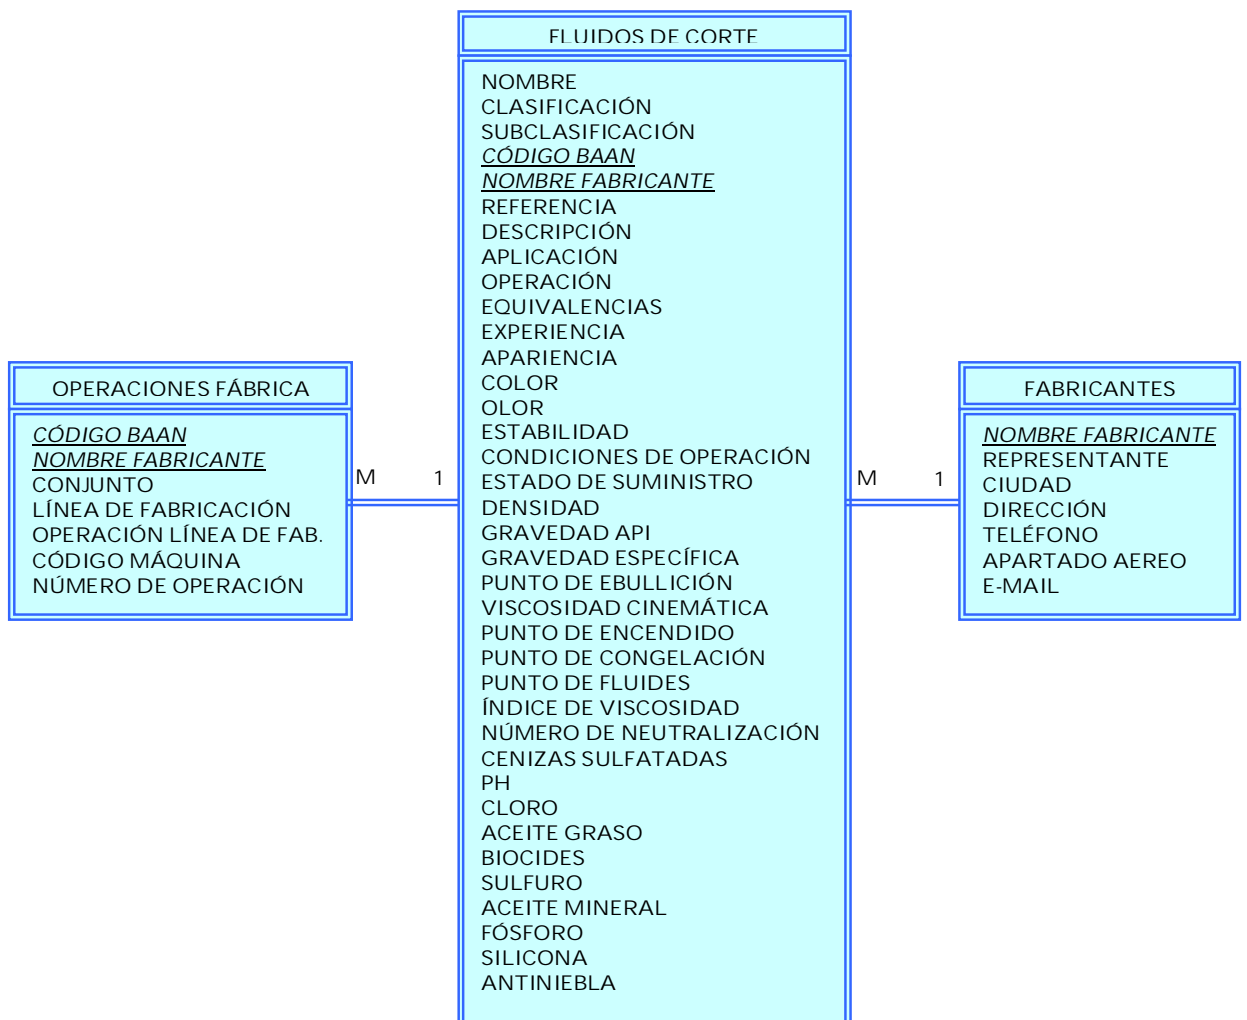 FLUIDOS DE CORTE
NOMBRE
CLASIFICACIÓN
SUBCLASIFICACIÓN
CÓDIGO BAAN
NOMBRE FABRICANTE
REFERENCIA
DESCRIPCIÓN
APLICACIÓN
OPERACIÓN
EQUIVALENCIAS
EXPERIENCIA
APARIENCIA
COLOR
OLOR
ESTABILIDAD
CONDICIONES DE OPERACIÓN
ESTADO DE SUMINISTRO
DENSIDAD
GRAVEDAD API
GRAVEDAD ESPECÍFICA
PUNTO DE EBULLICIÓN
VISCOSIDAD CINEMÁTICA
PUNTO DE ENCENDIDO
PUNTO DE CONGELACIÓN
PUNTO DE FLUIDES
ÍNDICE DE VISCOSIDAD
NÚMERO DE NEUTRALIZACIÓN
CENIZAS SULFATADAS
PH
CLORO
ACEITE GRASO
BIOCIDES
SULFURO
ACEITE MINERAL
FÓSFORO
SILICONA
ANTINIEBLA
OPERACIONES FÁBRICA
CÓDIGO BAAN
NOMBRE FABRICANTE
CONJUNTO
LÍNEA DE FABRICACIÓN
OPERACIÓN LÍNEA DE FAB.
CÓDIGO MÁQUINA
NÚMERO DE OPERACIÓN
M 1
M 1
FABRICANTES
NOMBRE FABRICANTE
REPRESENTANTE
CIUDAD
DIRECCIÓN
TELÉFONO
APARTADO AEREO
E-MAIL